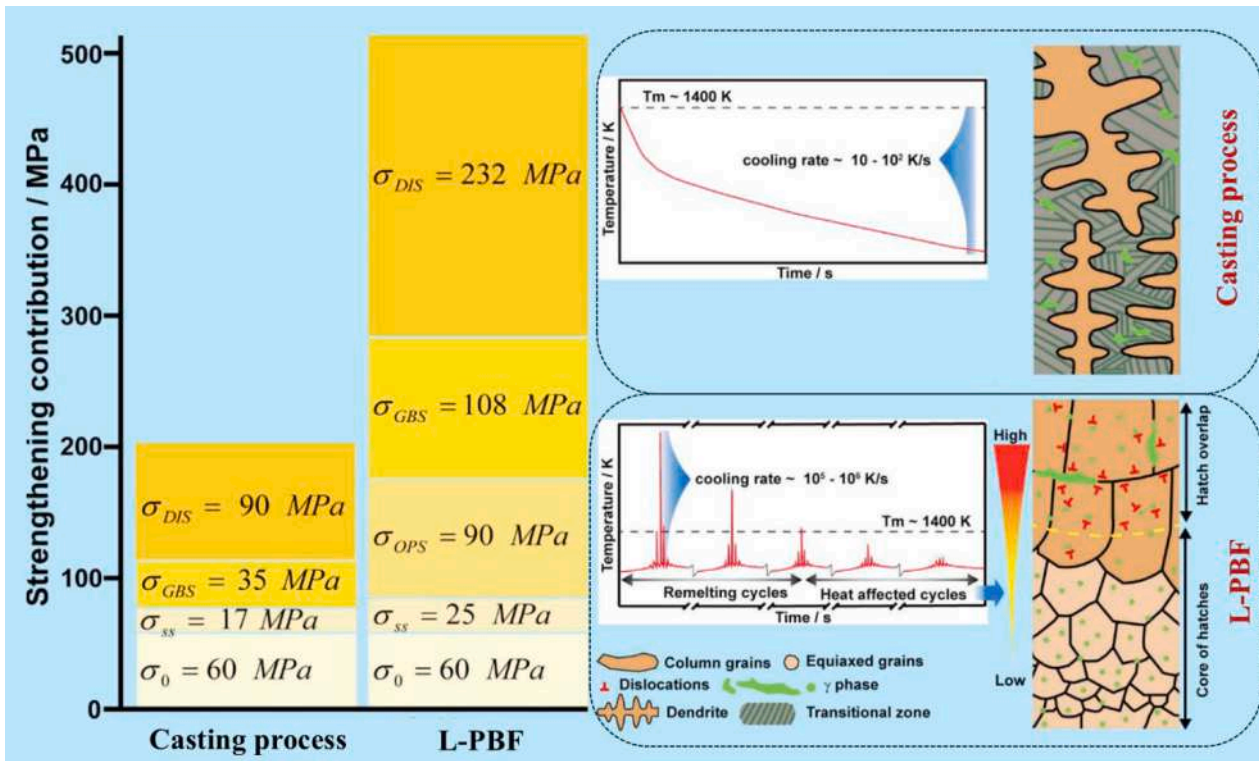 Strengthening contribution / MPa
500
400
300
200
100
0
σDIS = 90 MPa
σGBS = 35 MPa
σss = 17 MPa
σ0 = 60 MPa
Casting process
σDIS = 232 MPa
σGBS = 108 MPa
σOPS = 90 MPa
σss = 25 MPa
σ0 = 60 MPa
L-PBF
Temperature / K
Tm ~ 1400 K
cooling rate ~ 10 - 10² K/s
Time / s
Casting process
Temperature / K
cooling rate ~ 10⁵ - 10⁶ K/s
Tm ~ 1400 K
Remelting cycles
Heat affected cycles
Time / s
High
Low
Hatch overlap
Core of hatches
L-PBF
Column grains
Equiaxed grains
Dislocations
γ phase
Dendrite
Transitional zone